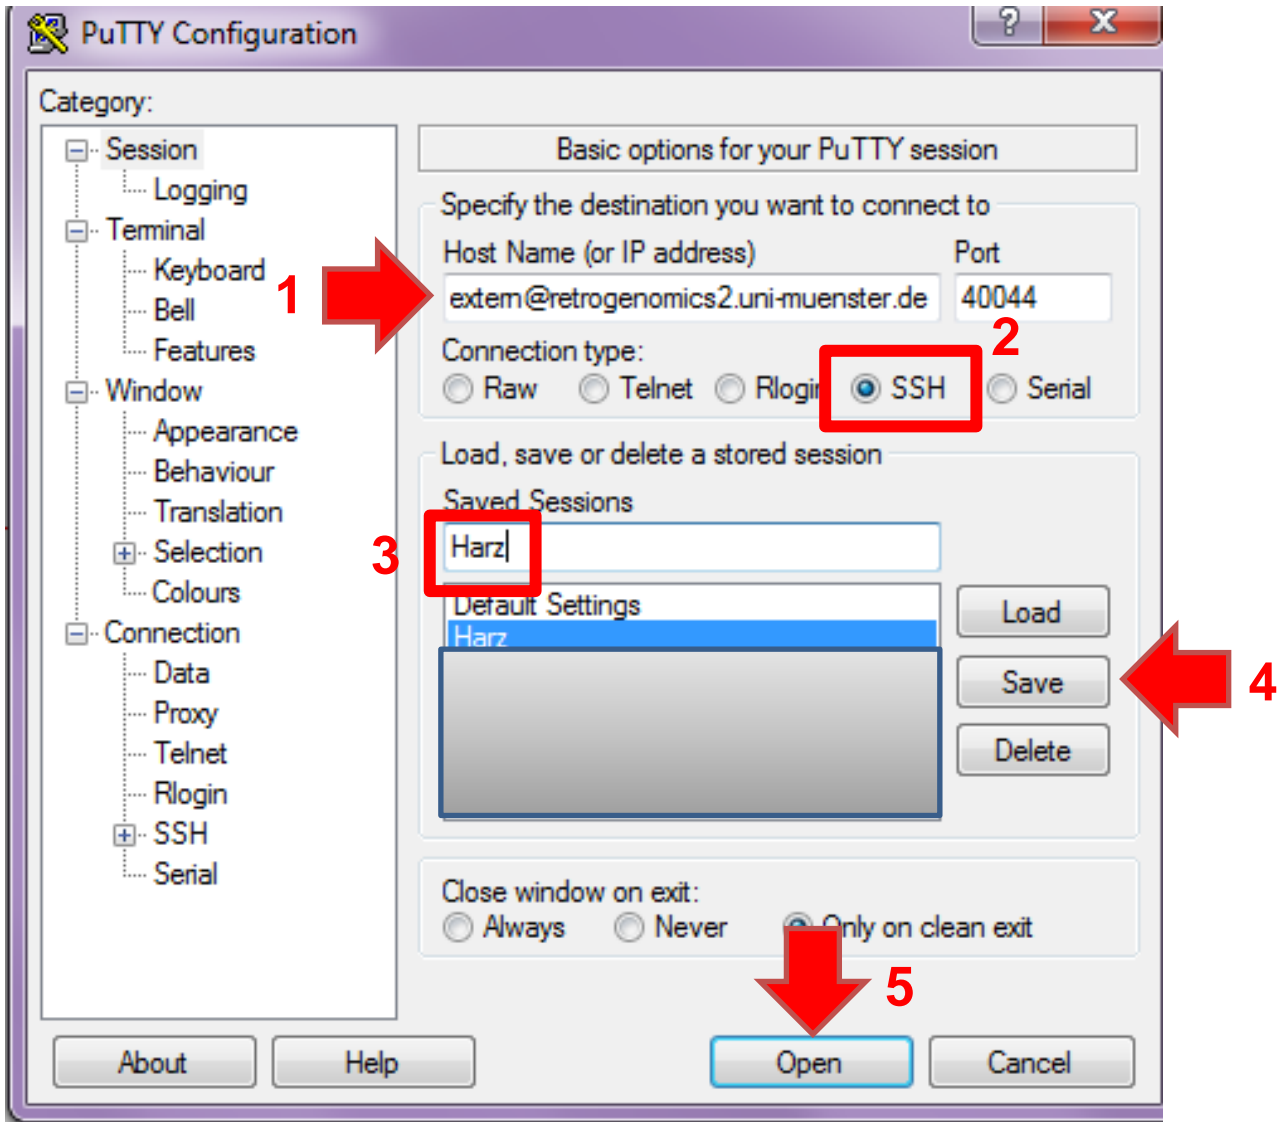 PuTTY Configuration
?
X
Category:
Session
Logging
Terminal
Keyboard
Bell
Features
Window
Appearance
Behaviour
Translation
Selection
Colours
Connection
Data
Proxy
Telnet
Rlogin
SSH
Serial
Basic options for your PuTTY session
Specify the destination you want to connect to
Host Name (or IP address) Port
1 extern@retrogenomics2.uni-muenster.de 40044
2
Connection type:
Raw Telnet Rlogin SSH Serial
Load, save or delete a stored session
Saved Sessions
3 Harz
Default Settings
Harz
Load
Save 4
Delete
Close window on exit:
Always Never Only on clean exit
5
About Help Open Cancel